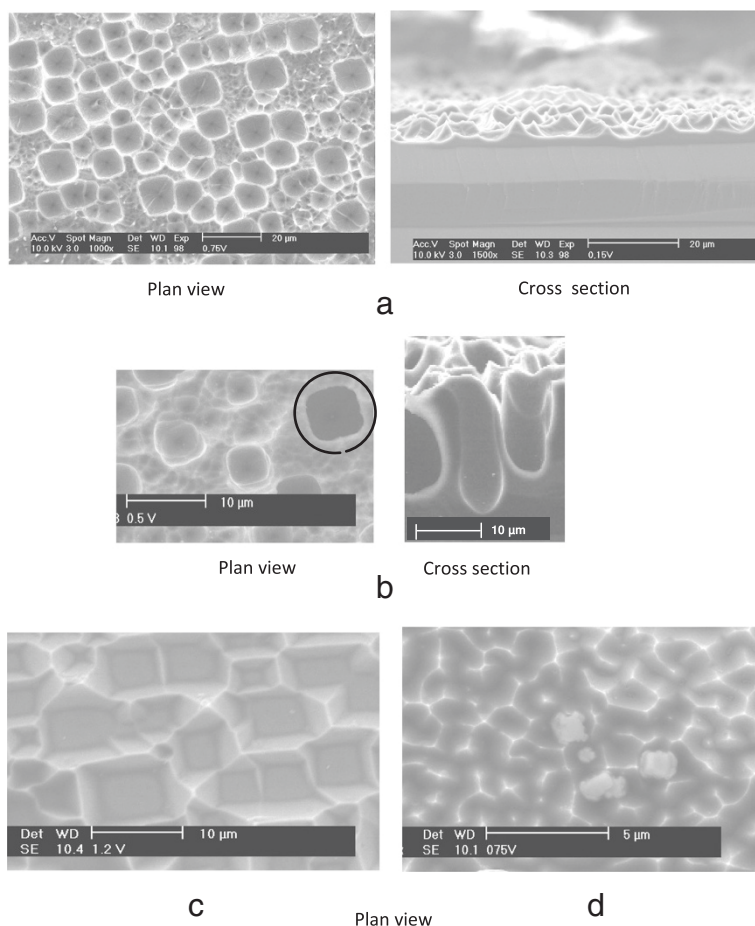 Acc.V Spot Magn Det WD Exp 20 µm
10.0 kV 3.0 1000x SE 10.1 98 0.75V
Acc.V Spot Magn Det WD Exp 20 µm
10.0 kV 3.0 1500x SE 10.3 98 0.15V
Plan view
Cross section
a
10 µm
0.5 V
10 µm
Plan view
Cross section
b
Det WD 10 µm
SE 10.4 1.2 V
Det WD 5 µm
SE 10.1 075V
c
d
Plan view